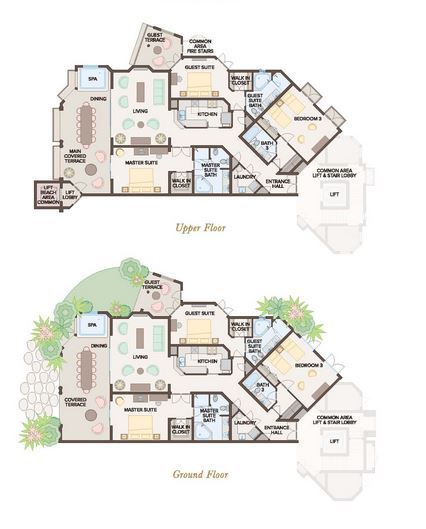 GUEST
TERRACE
COMMON
AREA
FIRE STAIRS
SPA
GUEST SUITE
WALK IN
CLOSET
DINING
LIVING
KITCHEN
GUEST
SUITE
BATH
BEDROOM 3
MAIN
COVERED
TERRACE
MASTER SUITE
WALK IN
CLOSET
MASTER
SUITE
BATH
BATH
3
LAUNDRY
ENTRANCE
HALL
COMMON AREA
LIFT & STAIR LOBBY
LIFT
LIFT
BEACH
AREA
COMMON
LIFT
LOBBY
Upper Floor
GUEST
TERRACE
SPA
GUEST SUITE
WALK IN
CLOSET
DINING
LIVING
KITCHEN
GUEST
SUITE
BATH
BEDROOM 3
COVERED
TERRACE
MASTER SUITE
WALK IN
CLOSET
MASTER
SUITE
BATH
BATH
3
LAUNDRY
ENTRANCE
HALL
COMMON AREA
LIFT & STAIR LOBBY
LIFT
Ground Floor